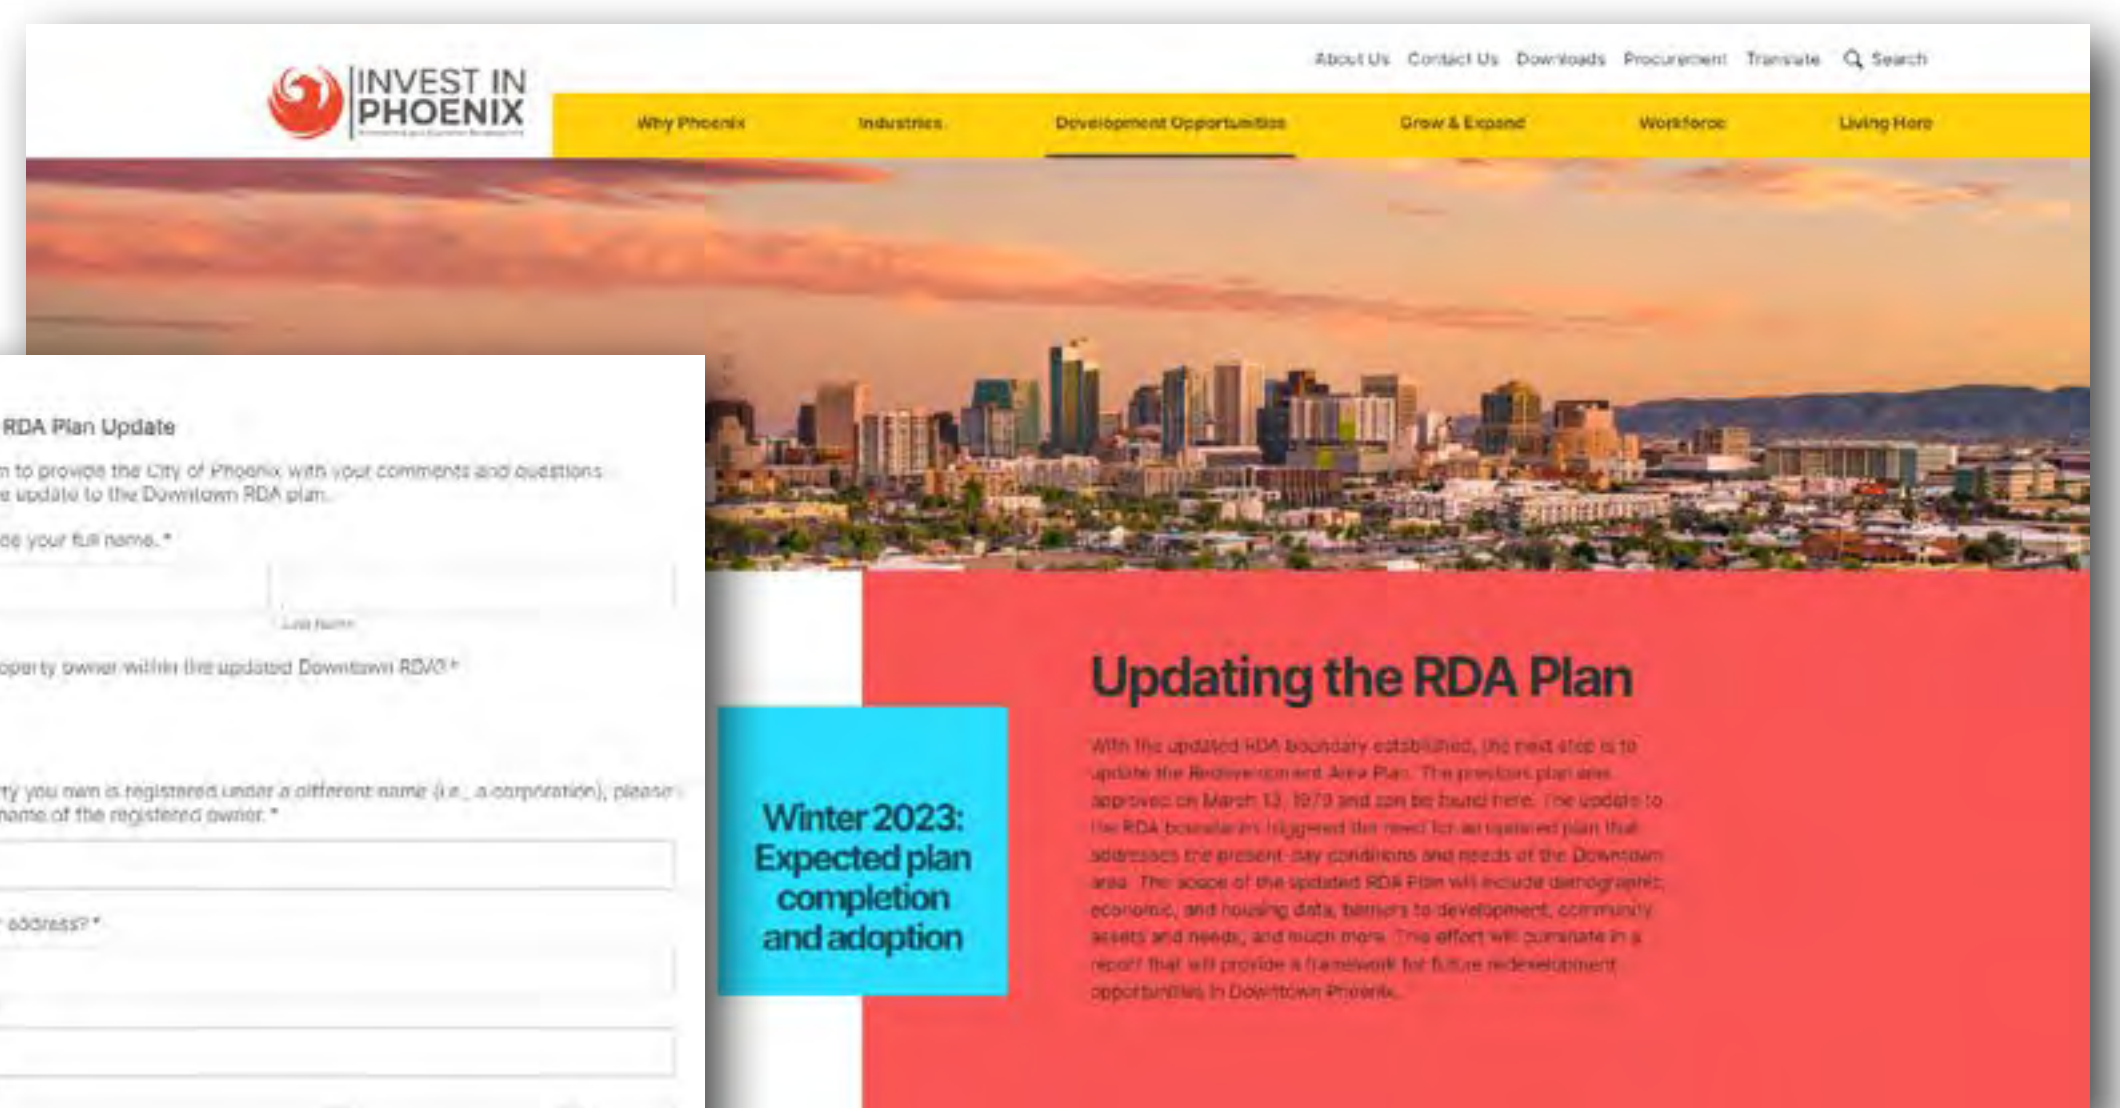 INVEST IN
PHOENIX
About Us Contact Us Downloads Procurement Translate Search
Why Phoenix Industries Development Opportunities Grow & Expand Workforce Living Here
RDA Plan Update
to provide the City of Phoenix with your comments and questions
update to the Downtown RDA plan.
your full name. *
Last Name
property owner within the updated Downtown RDA? *
you own is registered under a different name (i.e., a corporation), please
name of the registered owner. *
address? *
Updating the RDA Plan
With the updated RDA boundary established, the next step is to
update the Redevelopment Area Plan. The previous plan was
approved on March 13, 1979 and can be found here. The update to
the RDA boundaries triggered the need for an updated plan that
addresses the present-day conditions and needs of the Downtown
area. The scope of the updated RDA Plan will include demographic,
economic, and housing data, barriers to development, community
assets and needs, and much more. This effort will culminate in a
report that will provide a framework for future redevelopment
opportunities in Downtown Phoenix.
Winter 2023:
Expected plan
completion
and adoption